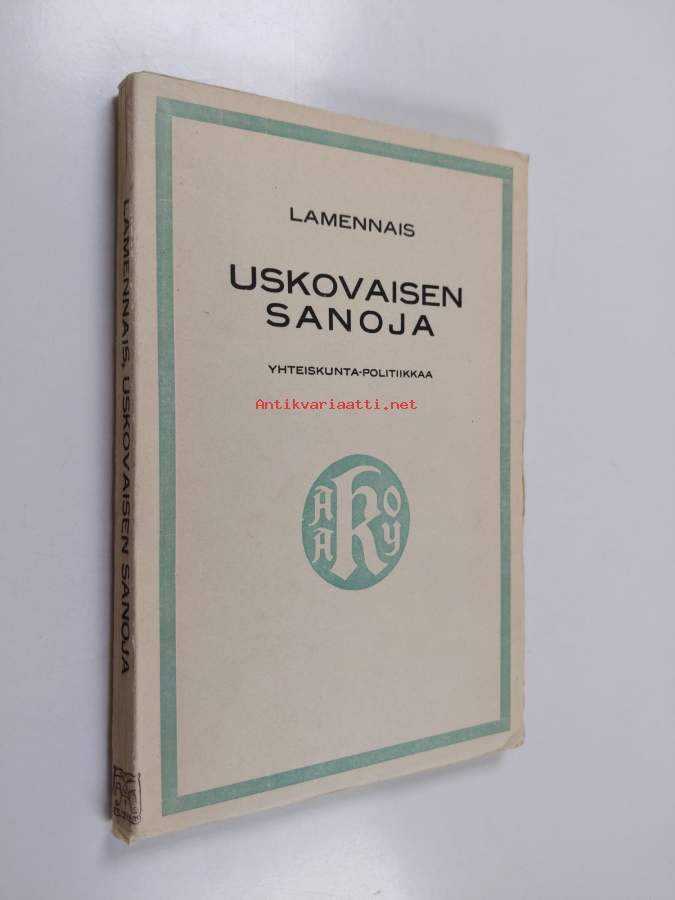 LAMENNAIS
USKOVAISEN
SANOJA
YHTEISKUNTA-POLITIIKKAA
Antikvariaatti.net
A K O
A Y
LAMENNAIS, USKOVAISEN SANOJA